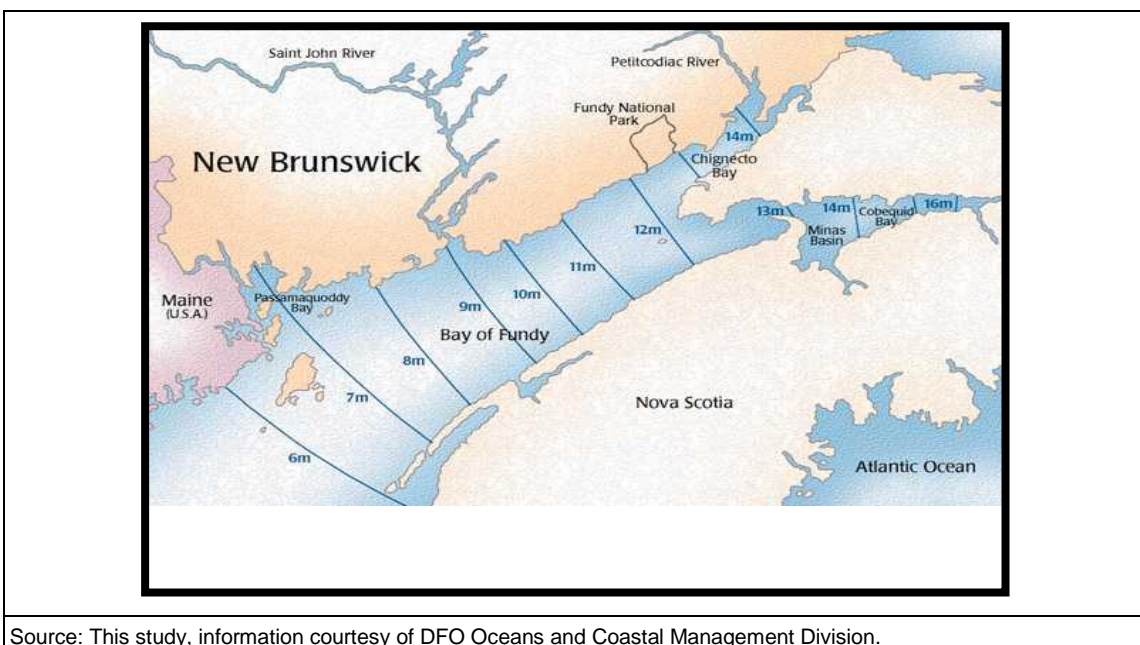 Saint John River
Petitcodiac River
Fundy National
Park
14m
New Brunswick
Chignecto
Bay
13m
14m
Cobequid
Bay
16m
Minas
Basin
12m
11m
Maine
(U.S.A.)
Passamaquoddy
Bay
10m
9m
Bay of Fundy
8m
7m
Nova Scotia
6m
Atlantic Ocean
Source: This study, information courtesy of DFO Oceans and Coastal Management Division.